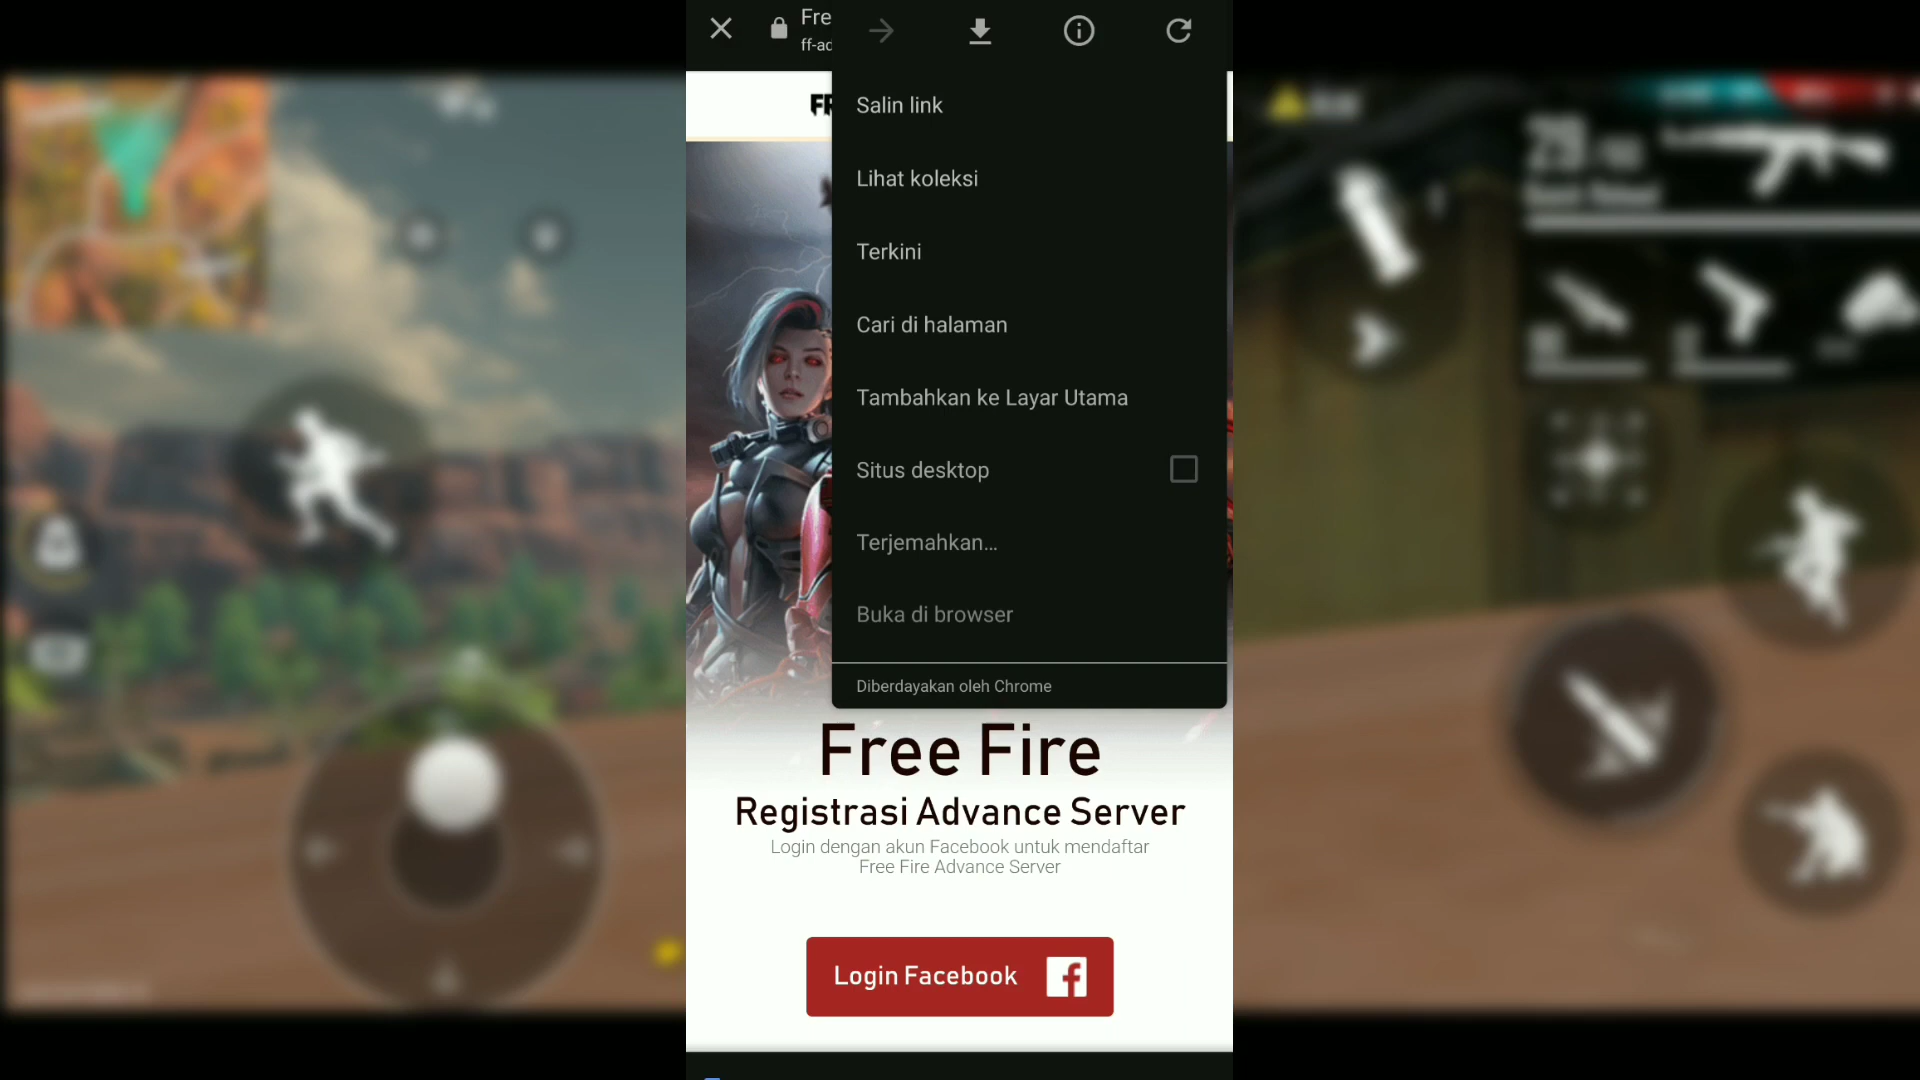 Fre
ff-ad
FR
Salin link
Lihat koleksi
Terkini
Cari di halaman
Tambahkan ke Layar Utama
Situs desktop
Terjemahkan...
Buka di browser
Diberdayakan oleh Chrome
Free Fire
Registrasi Advance Server
Login dengan akun Facebook untuk mendaftar
Free Fire Advance Server
Login Facebook